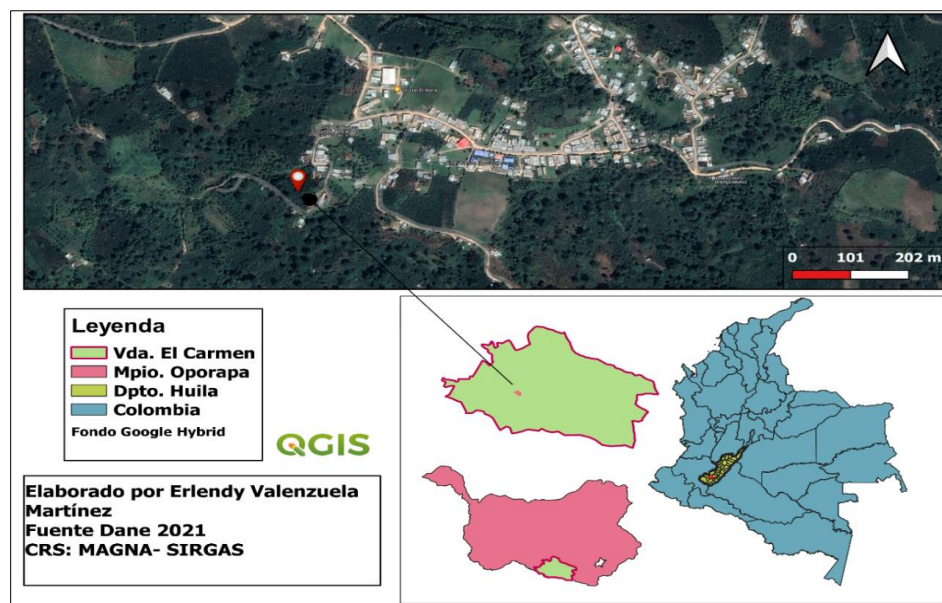 0 101 202 m
Leyenda
Vda. El Carmen
Mpio. Oporapa
Dpto. Huila
Colombia
Fondo Google Hybrid
QGIS
Elaborado por Erlendy Valenzuela
Martínez
Fuente Dane 2021
CRS: MAGNA- SIRGAS